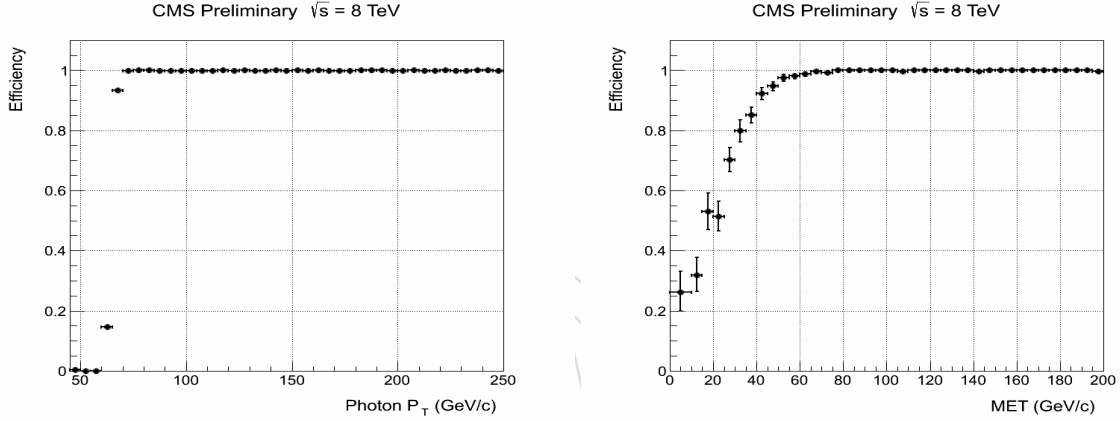 CMS Preliminary √s = 8 TeV
Efficiency
1
0.8
0.6
0.4
0.2
0
50 100 150 200 250
Photon P_T (GeV/c)
CMS Preliminary √s = 8 TeV
Efficiency
1
0.8
0.6
0.4
0.2
0
0 20 40 60 80 100 120 140 160 180 200
MET (GeV/c)